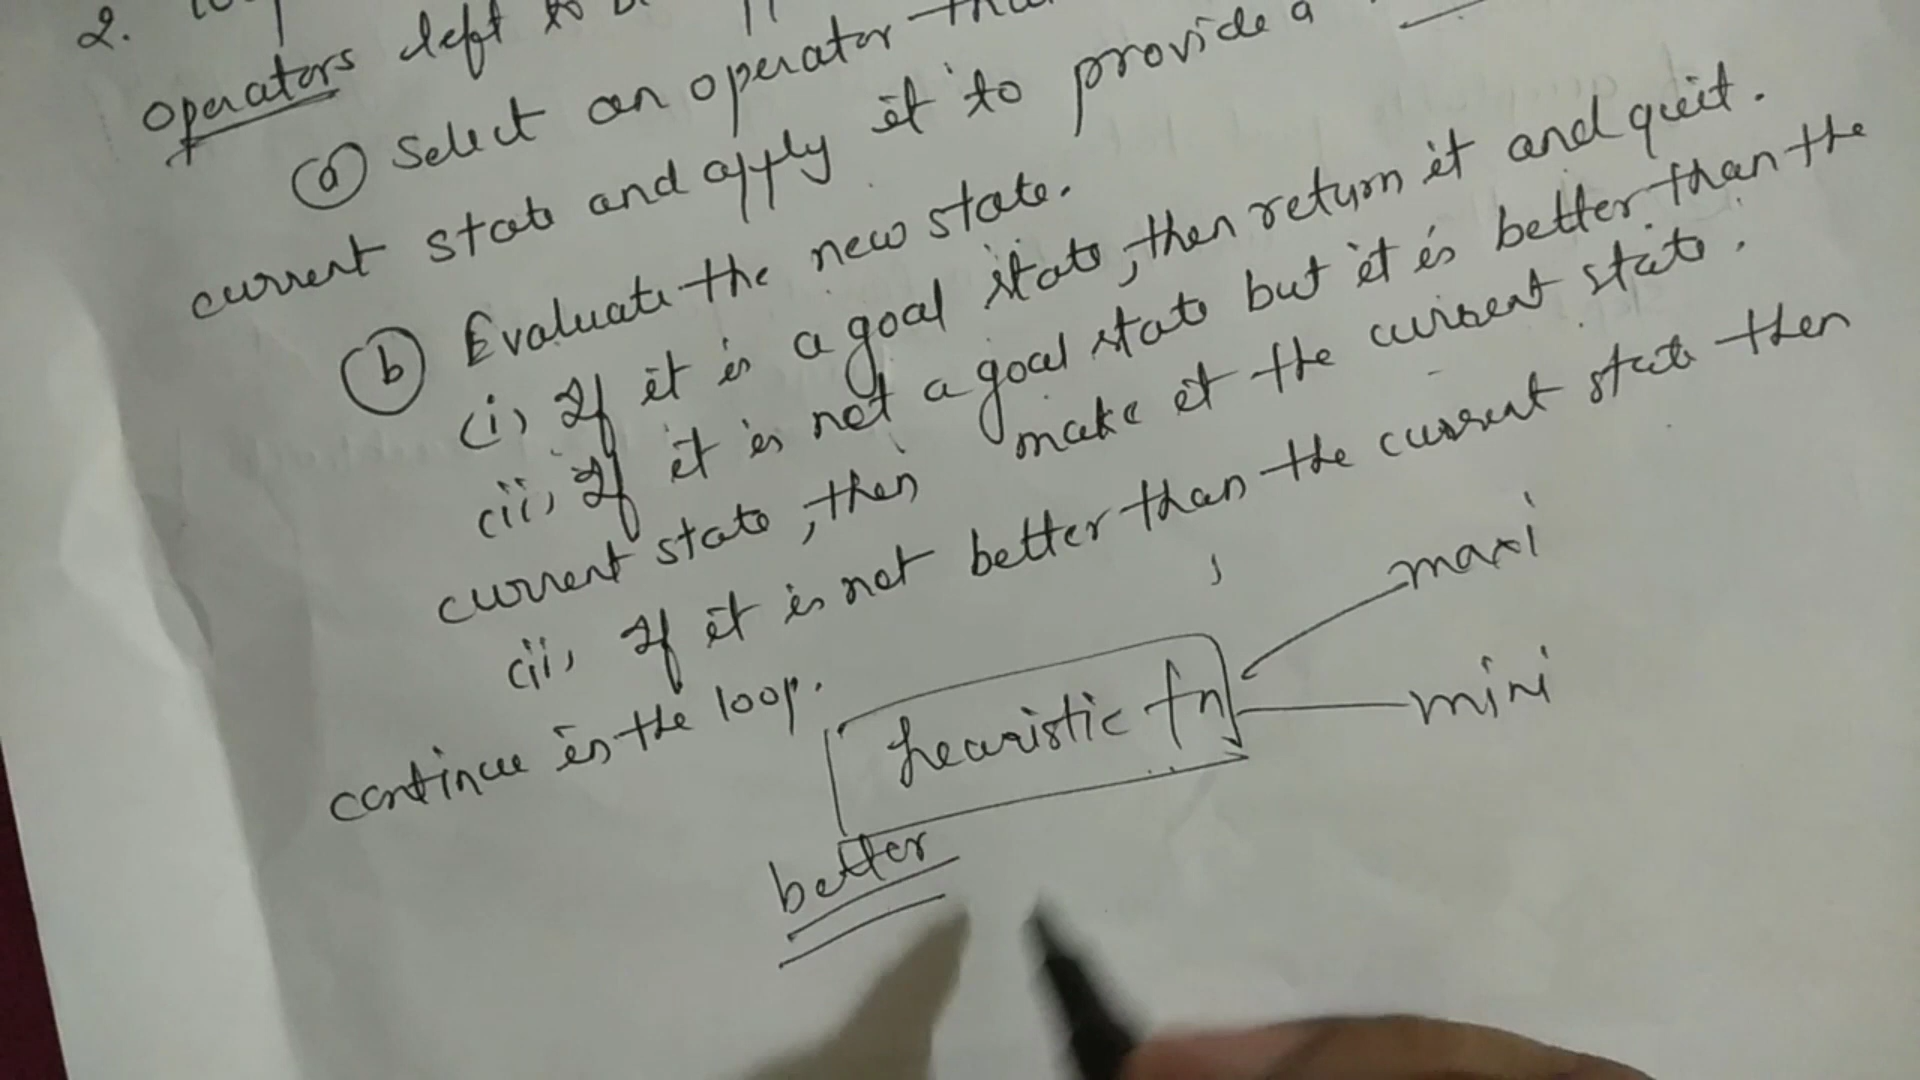 2.
operators left to
(a) Select an operator
current state and apply it to provide a
(b) Evaluate the new state.
(i) If it is a goal state, then return it and quit.
(ii) If it is not a goal state but it is better than the
current state, then make it the current state.
(iii) If it is not better than the current state then
continue in the loop.
heuristic fn
maxi
mini
better